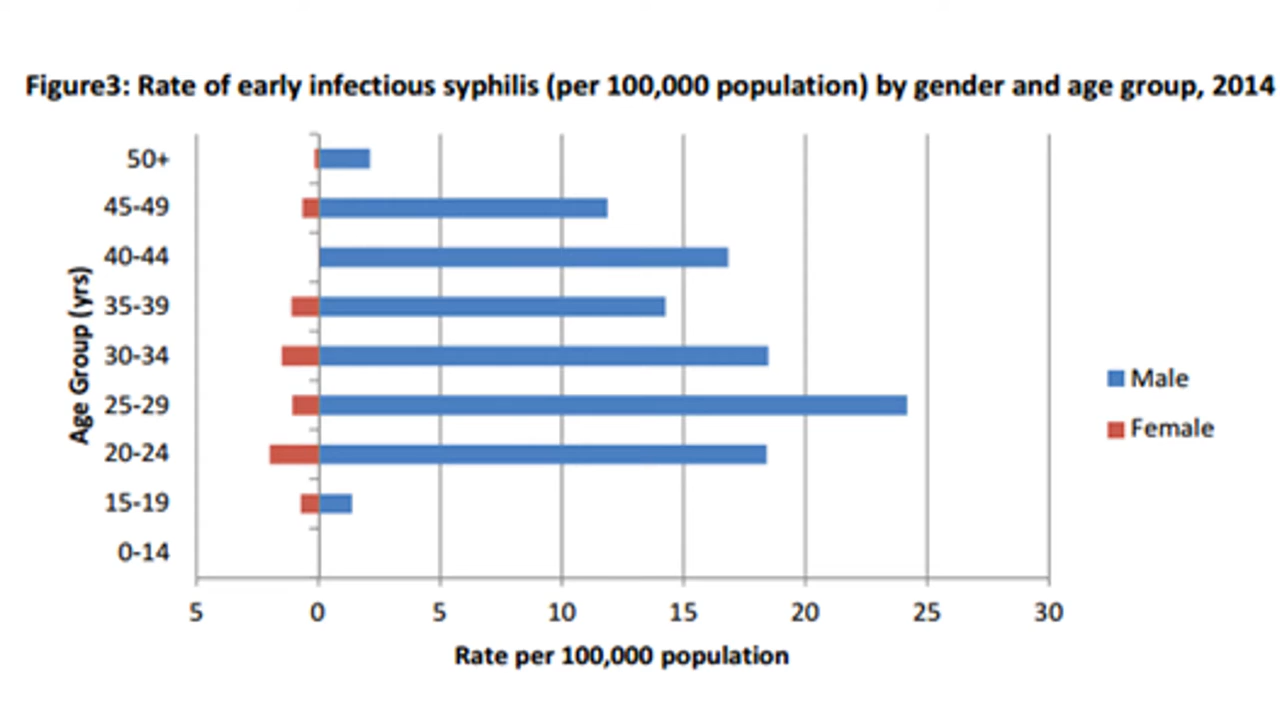 Figure3: Rate of early infectious syphilis (per 100,000 population) by gender and age group, 2014
50+
45-49
40-44
35-39
30-34
25-29
20-24
15-19
0-14
Age Group (yrs)
Male
Female
5 0 5 10 15 20 25 30
Rate per 100,000 population